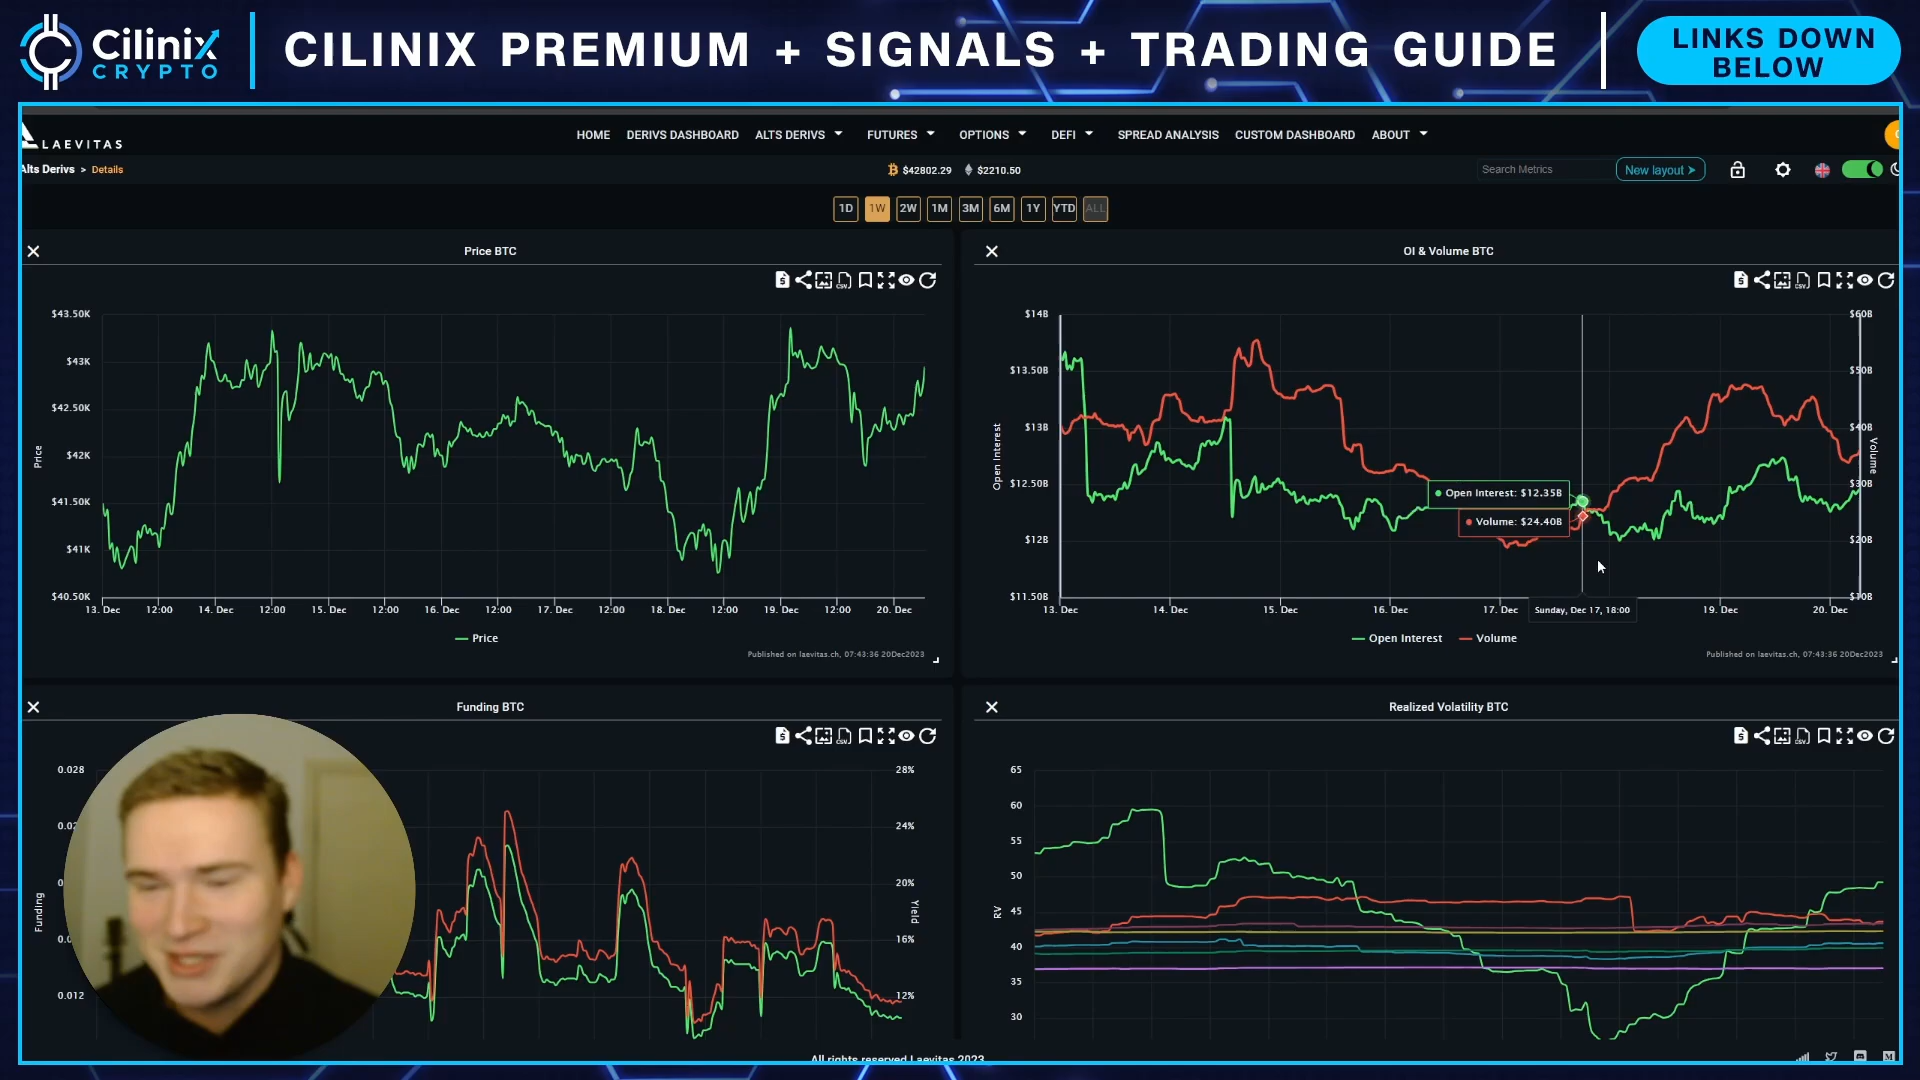 Cilinix
CRYPTO
CILINIX PREMIUM + SIGNALS + TRADING GUIDE
LINKS DOWN
BELOW
LAEVITAS
HOME DERIVS DASHBOARD ALTS DERIVS FUTURES OPTIONS DEFI SPREAD ANALYSIS CUSTOM DASHBOARD ABOUT
Alts Derivs > Details
$42802.29 $2210.50
Search Metrics
New layout
1D 1W 2W 1M 3M 6M 1Y YTD ALL
Price BTC
$43.50K
$43K
$42.50K
$42K
$41.50K
$41K
$40.50K
Price
13. Dec 12:00 14. Dec 12:00 15. Dec 12:00 16. Dec 12:00 17. Dec 12:00 18. Dec 12:00 19. Dec 12:00 20. Dec
Price
Published on laevitas.ch, 07:43:36 20Dec2023
OI & Volume BTC
$14B
$13.50B
$13B
$12.50B
$12B
$11.50B
Open Interest
$60B
$50B
$40B
$30B
$20B
$10B
Volume
Open Interest: $12.35B
Volume: $24.40B
13. Dec 14. Dec 15. Dec 16. Dec 17. Dec Sunday, Dec 17, 18:00 19. Dec 20. Dec
Open Interest Volume
Published on laevitas.ch, 07:43:36 20Dec2023
Funding BTC
0.028
0.012
Funding
28%
24%
20%
16%
12%
Yield
Realized Volatility BTC
65
60
55
50
45
40
35
30
RV
All rights reserved Laevitas 2023